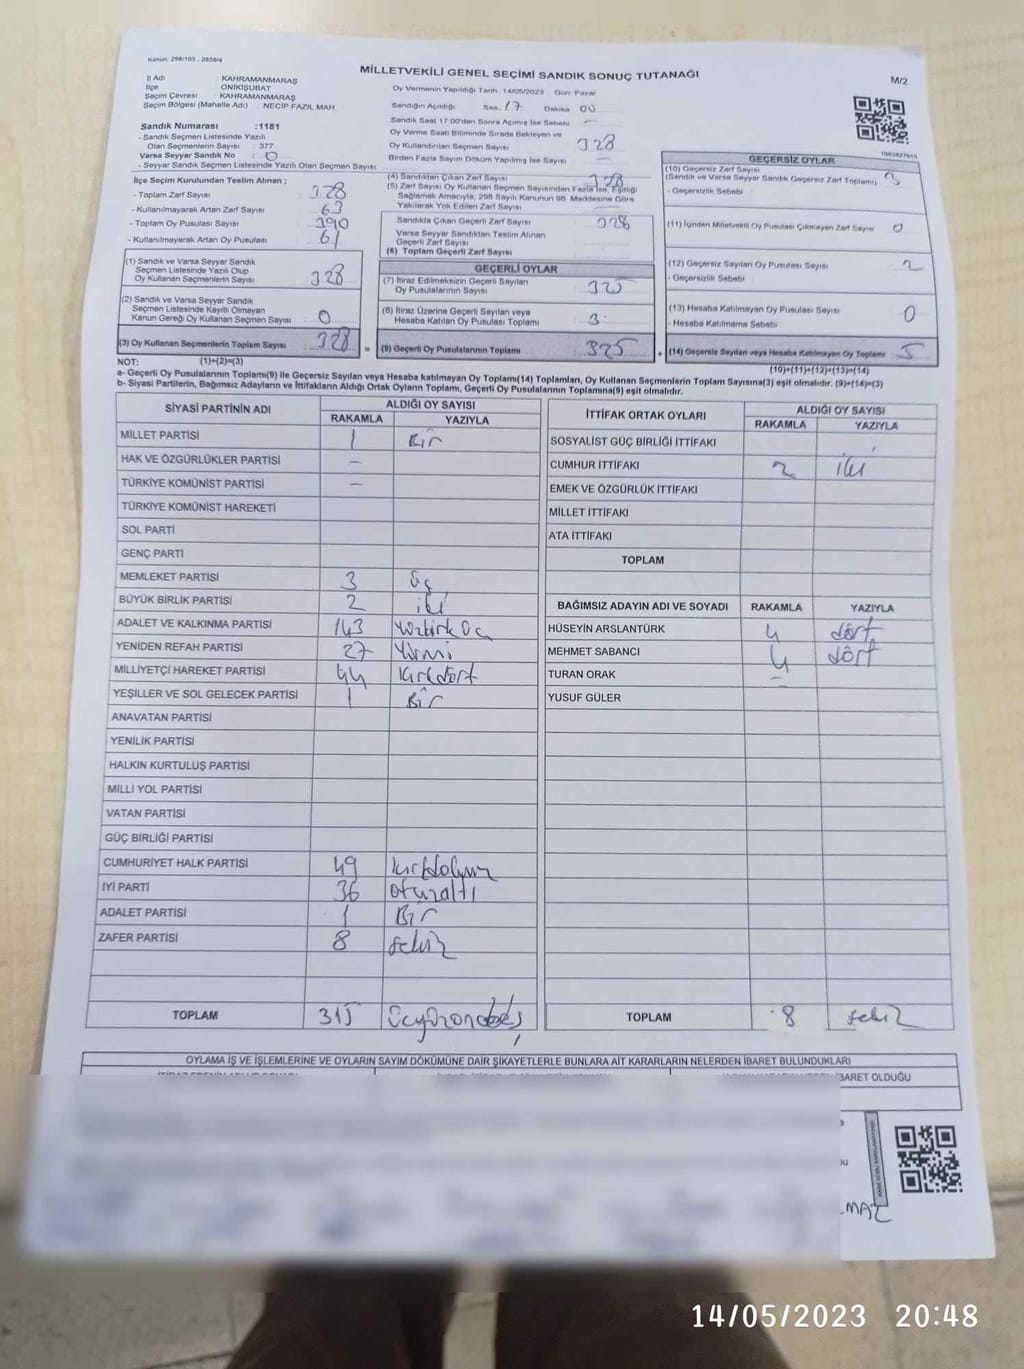 Kanun: 298/105 , 2839/4
MİLLETVEKİLİ GENEL SEÇİMİ SANDIK SONUÇ TUTANAĞI
M/2
İl Adı : KAHRAMANMARAŞ
İlçe : ONİKİŞUBAT
Seçim Çevresi : KAHRAMANMARAŞ
Seçim Bölgesi (Mahalle Adı) : NECİP FAZIL MAH.
Sandık Numarası :1181
- Sandık Seçmen Listesinde Yazılı
Olan Seçmenlerin Sayısı : 377
Varsa Seyyar Sandık No : 0
- Seyyar Sandık Seçmen Listesinde Yazılı Olan Seçmen Sayısı
Oy Vermenin Yapıldığı Tarih :14/05/2023 Gün: Pazar
Sandığın Açıldığı Saa. 17 Dakika 00
Sandık Saat 17:00'den Sonra Açılmış İse Sebebi -
Oy Verme Saati Bitiminde Sırada Bekleyen ve
Oy Kullandırılan Seçmen Sayısı 328
Birden Fazla Sayım Döküm Yapılmış İse Sayısı -
İlçe Seçim Kurulundan Teslim Alınan ;
- Toplam Zarf Sayısı 328
- Kullanılmayarak Artan Zarf Sayısı 63
- Toplam Oy Pusulası Sayısı 390
- Kullanılmayarak Artan Oy Pusulası 61
(1) Sandık ve Varsa Seyyar Sandık
Seçmen Listesinde Yazılı Olup
Oy Kullanan Seçmenlerin Sayısı 328
(2) Sandık ve Varsa Seyyar Sandık
Seçmen Listesinde Kayıtlı Olmayan
Kanun Gereği Oy Kullanan Seçmen Sayısı 0
(3) Oy Kullanan Seçmenlerin Toplam Sayısı 328
(4) Sandıktan Çıkan Zarf Sayısı 328
(5) Zarf Sayısı Oy Kullanan Seçmen Sayısından Fazla İse, Eşitliği
Sağlamak Amacıyla, 298 Sayılı Kanunun 98. Maddesine Göre
Yakılarak Yok Edilen Zarf Sayısı
Sandıkta Çıkan Geçerli Zarf Sayısı 328
Varsa Seyyar Sandıktan Teslim Alınan
Geçerli Zarf Sayısı
(6) Toplam Geçerli Zarf Sayısı
GEÇERLİ OYLAR
(7) İtiraz Edilmeksizin Geçerli Sayılan
Oy Pusulalarının Sayısı
(8) İtiraz Üzerine Geçerli Sayılan veya
Hesaba Katılan Oy Pusulası Toplamı 3
= (9) Geçerli Oy Pusulalarının Toplamı 325
1003927615
GEÇERSİZ OYLAR
(10) Geçersiz Zarf Sayısı
(Sandık ve Varsa Seyyar Sandık Geçersiz Zarf Toplamı) 3
- Geçersizlik Sebebi
(11) İçinden Milletvekili Oy Pusulası Çıkmayan Zarf Sayısı 0
(12) Geçersiz Sayılan Oy Pusulası Sayısı 2
- Geçersizlik Sebebi
(13) Hesaba Katılmayan Oy Pusulası Sayısı 0
- Hesaba Katılmama Sebebi
+ (14) Geçersiz Sayılan veya Hesaba Katılmayan Oy Toplamı 5
NOT: (1)+(2)=(3)
(10)+(11)+(12)+(13)=(14)
a- Geçerli Oy Pusulalarının Toplamı(9) ile Geçersiz Sayılan veya Hesaba katılmayan Oy Toplamı(14) Toplamları, Oy Kullanan Seçmenlerin Toplam Sayısına(3) eşit olmalıdır. (9)+(14)=(3)
b- Siyasi Partilerin, Bağımsız Adayların ve İttifakların Aldığı Ortak Oyların Toplamı, Geçerli Oy Pusulalarının Toplamına(9) eşit olmalıdır.
SİYASİ PARTİNİN ADI ALDIĞI OY SAYISI
RAKAMLA YAZIYLA
MİLLET PARTİSİ 1 Bir
HAK VE ÖZGÜRLÜKLER PARTİSİ -
TÜRKİYE KOMÜNİST PARTİSİ -
TÜRKİYE KOMÜNİST HAREKETİ
SOL PARTİ
GENÇ PARTİ
MEMLEKET PARTİSİ 3 üç
BÜYÜK BİRLİK PARTİSİ 2 iki
ADALET VE KALKINMA PARTİSİ 143
YENİDEN REFAH PARTİSİ 27
MİLLİYETÇİ HAREKET PARTİSİ 44 kırkdört
YEŞİLLER VE SOL GELECEK PARTİSİ 1 Bir
ANAVATAN PARTİSİ
YENİLİK PARTİSİ
HALKIN KURTULUŞ PARTİSİ
MİLLİ YOL PARTİSİ
VATAN PARTİSİ
GÜÇ BİRLİĞİ PARTİSİ
CUMHURİYET HALK PARTİSİ 49
İYİ PARTİ 36 otuzaltı
ADALET PARTİSİ 1 Bir
ZAFER PARTİSİ 8 sekiz
TOPLAM 315 üçyüzonbeş
İTTİFAK ORTAK OYLARI ALDIĞI OY SAYISI
RAKAMLA YAZIYLA
SOSYALİST GÜÇ BİRLİĞİ İTTİFAKI
CUMHUR İTTİFAKI 2 iki
EMEK VE ÖZGÜRLÜK İTTİFAKI
MİLLET İTTİFAKI
ATA İTTİFAKI
TOPLAM
BAĞIMSIZ ADAYIN ADI VE SOYADI RAKAMLA YAZIYLA
HÜSEYİN ARSLANTÜRK 4 dört
MEHMET SABANCI 4 dört
TURAN ORAK -
YUSUF GÜLER
TOPLAM 8 sekiz
OYLAMA İŞ VE İŞLEMLERİNE VE OYLARIN SAYIM DÖKÜMÜNE DAİR ŞİKAYETLERLE BUNLARA AİT KARARLARIN NELERDEN İBARET BULUNDUKLARI
BARET OLDUĞU
14/05/2023 20:48